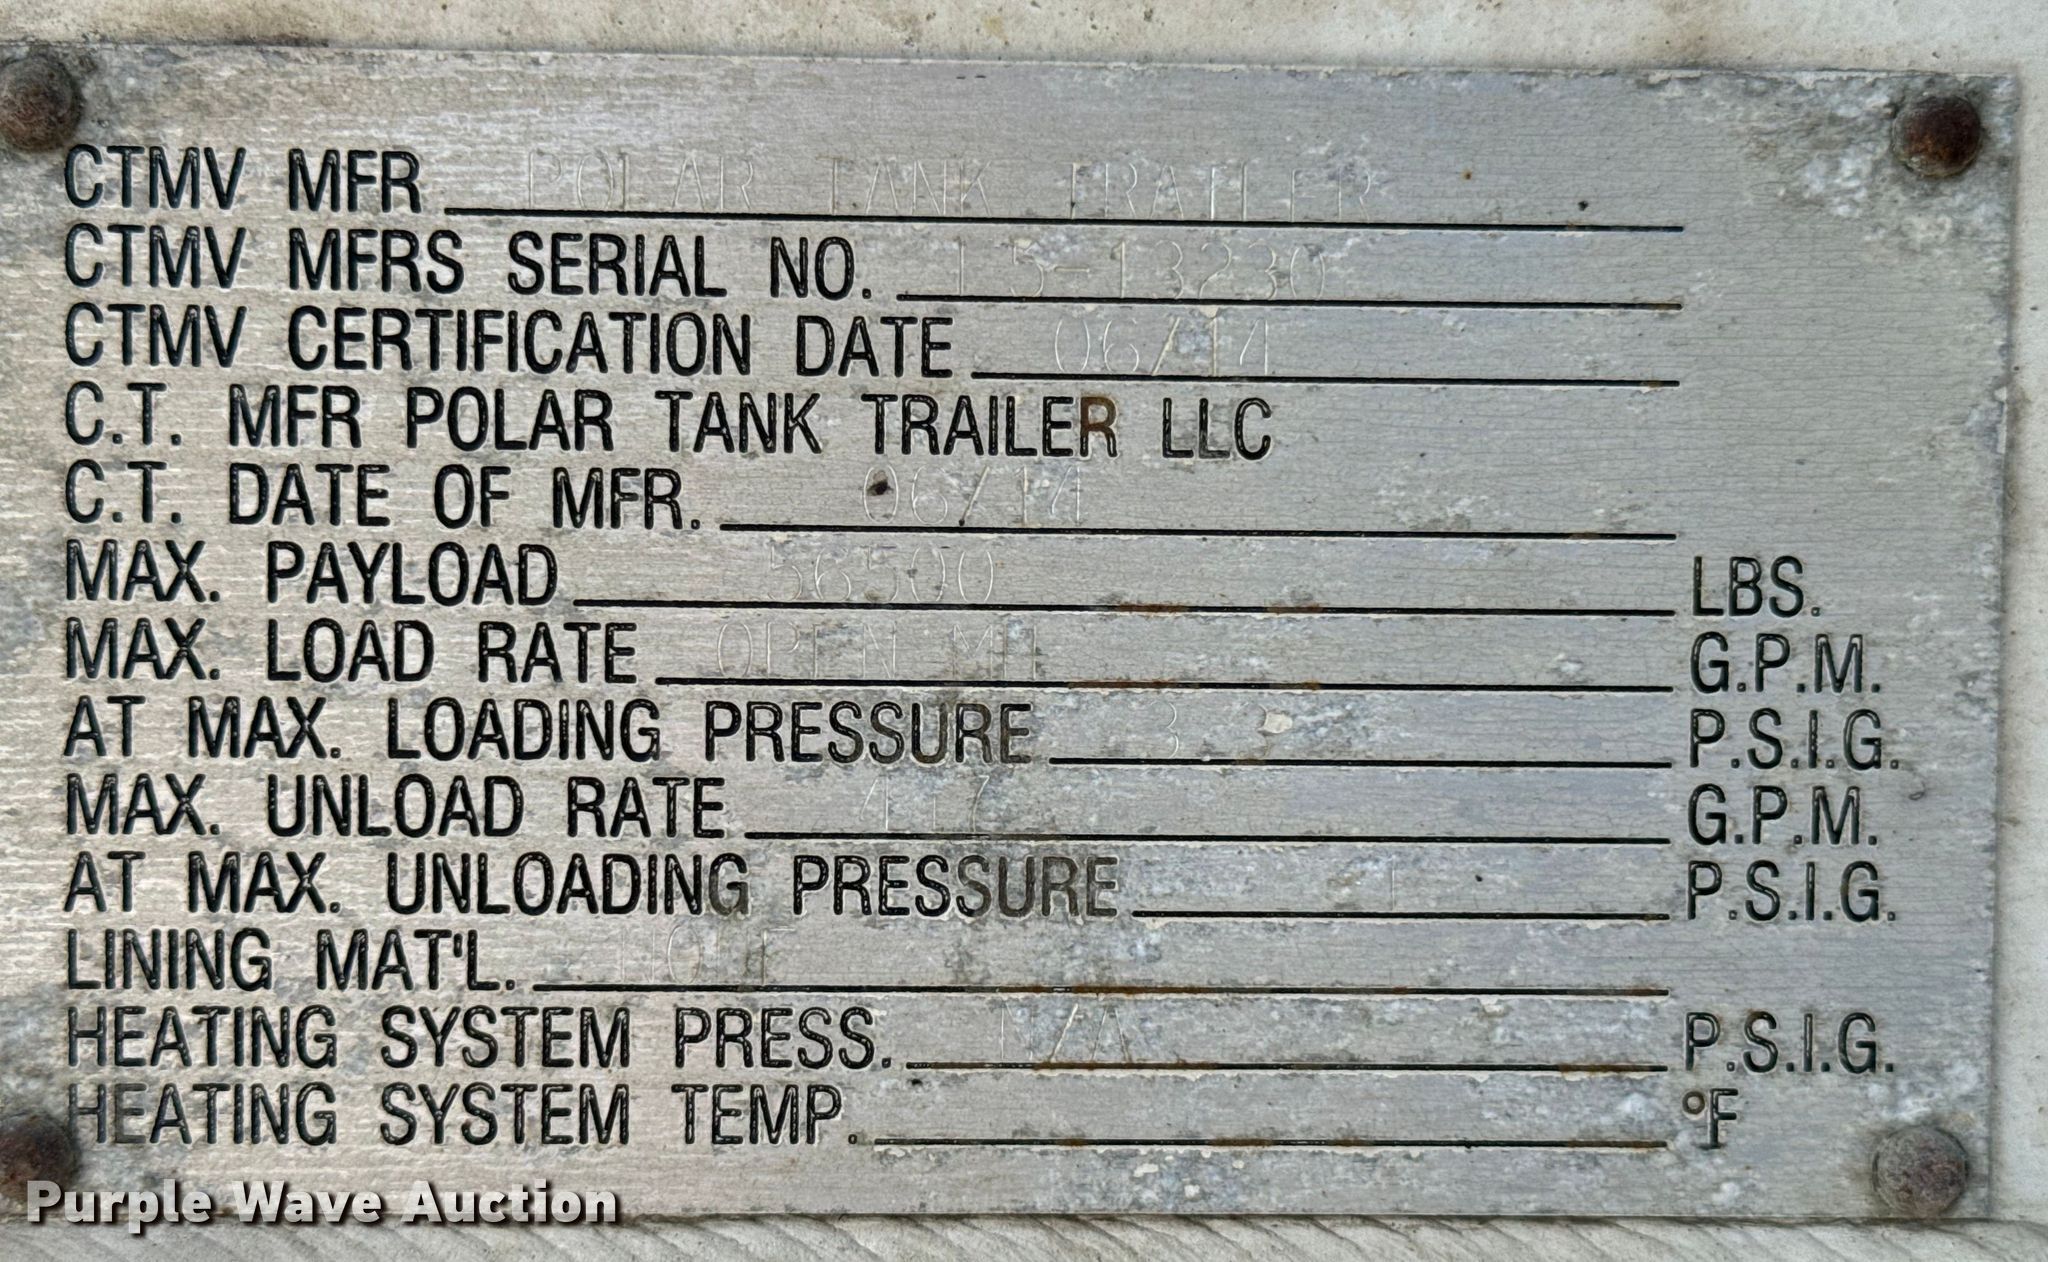 CTMV MFR POLAR TANK TRAILER
CTMV MFRS SERIAL NO. 15-13230
CTMV CERTIFICATION DATE 06/14
C.T. MFR POLAR TANK TRAILER LLC
C.T. DATE OF MFR. 06/14
MAX. PAYLOAD 56500 LBS.
MAX. LOAD RATE OPEN MH G.P.M.
AT MAX. LOADING PRESSURE P.S.I.G.
MAX. UNLOAD RATE 417 G.P.M.
AT MAX. UNLOADING PRESSURE P.S.I.G.
LINING MAT'L. NONE
HEATING SYSTEM PRESS. N/A P.S.I.G.
HEATING SYSTEM TEMP. °F
Purple Wave Auction